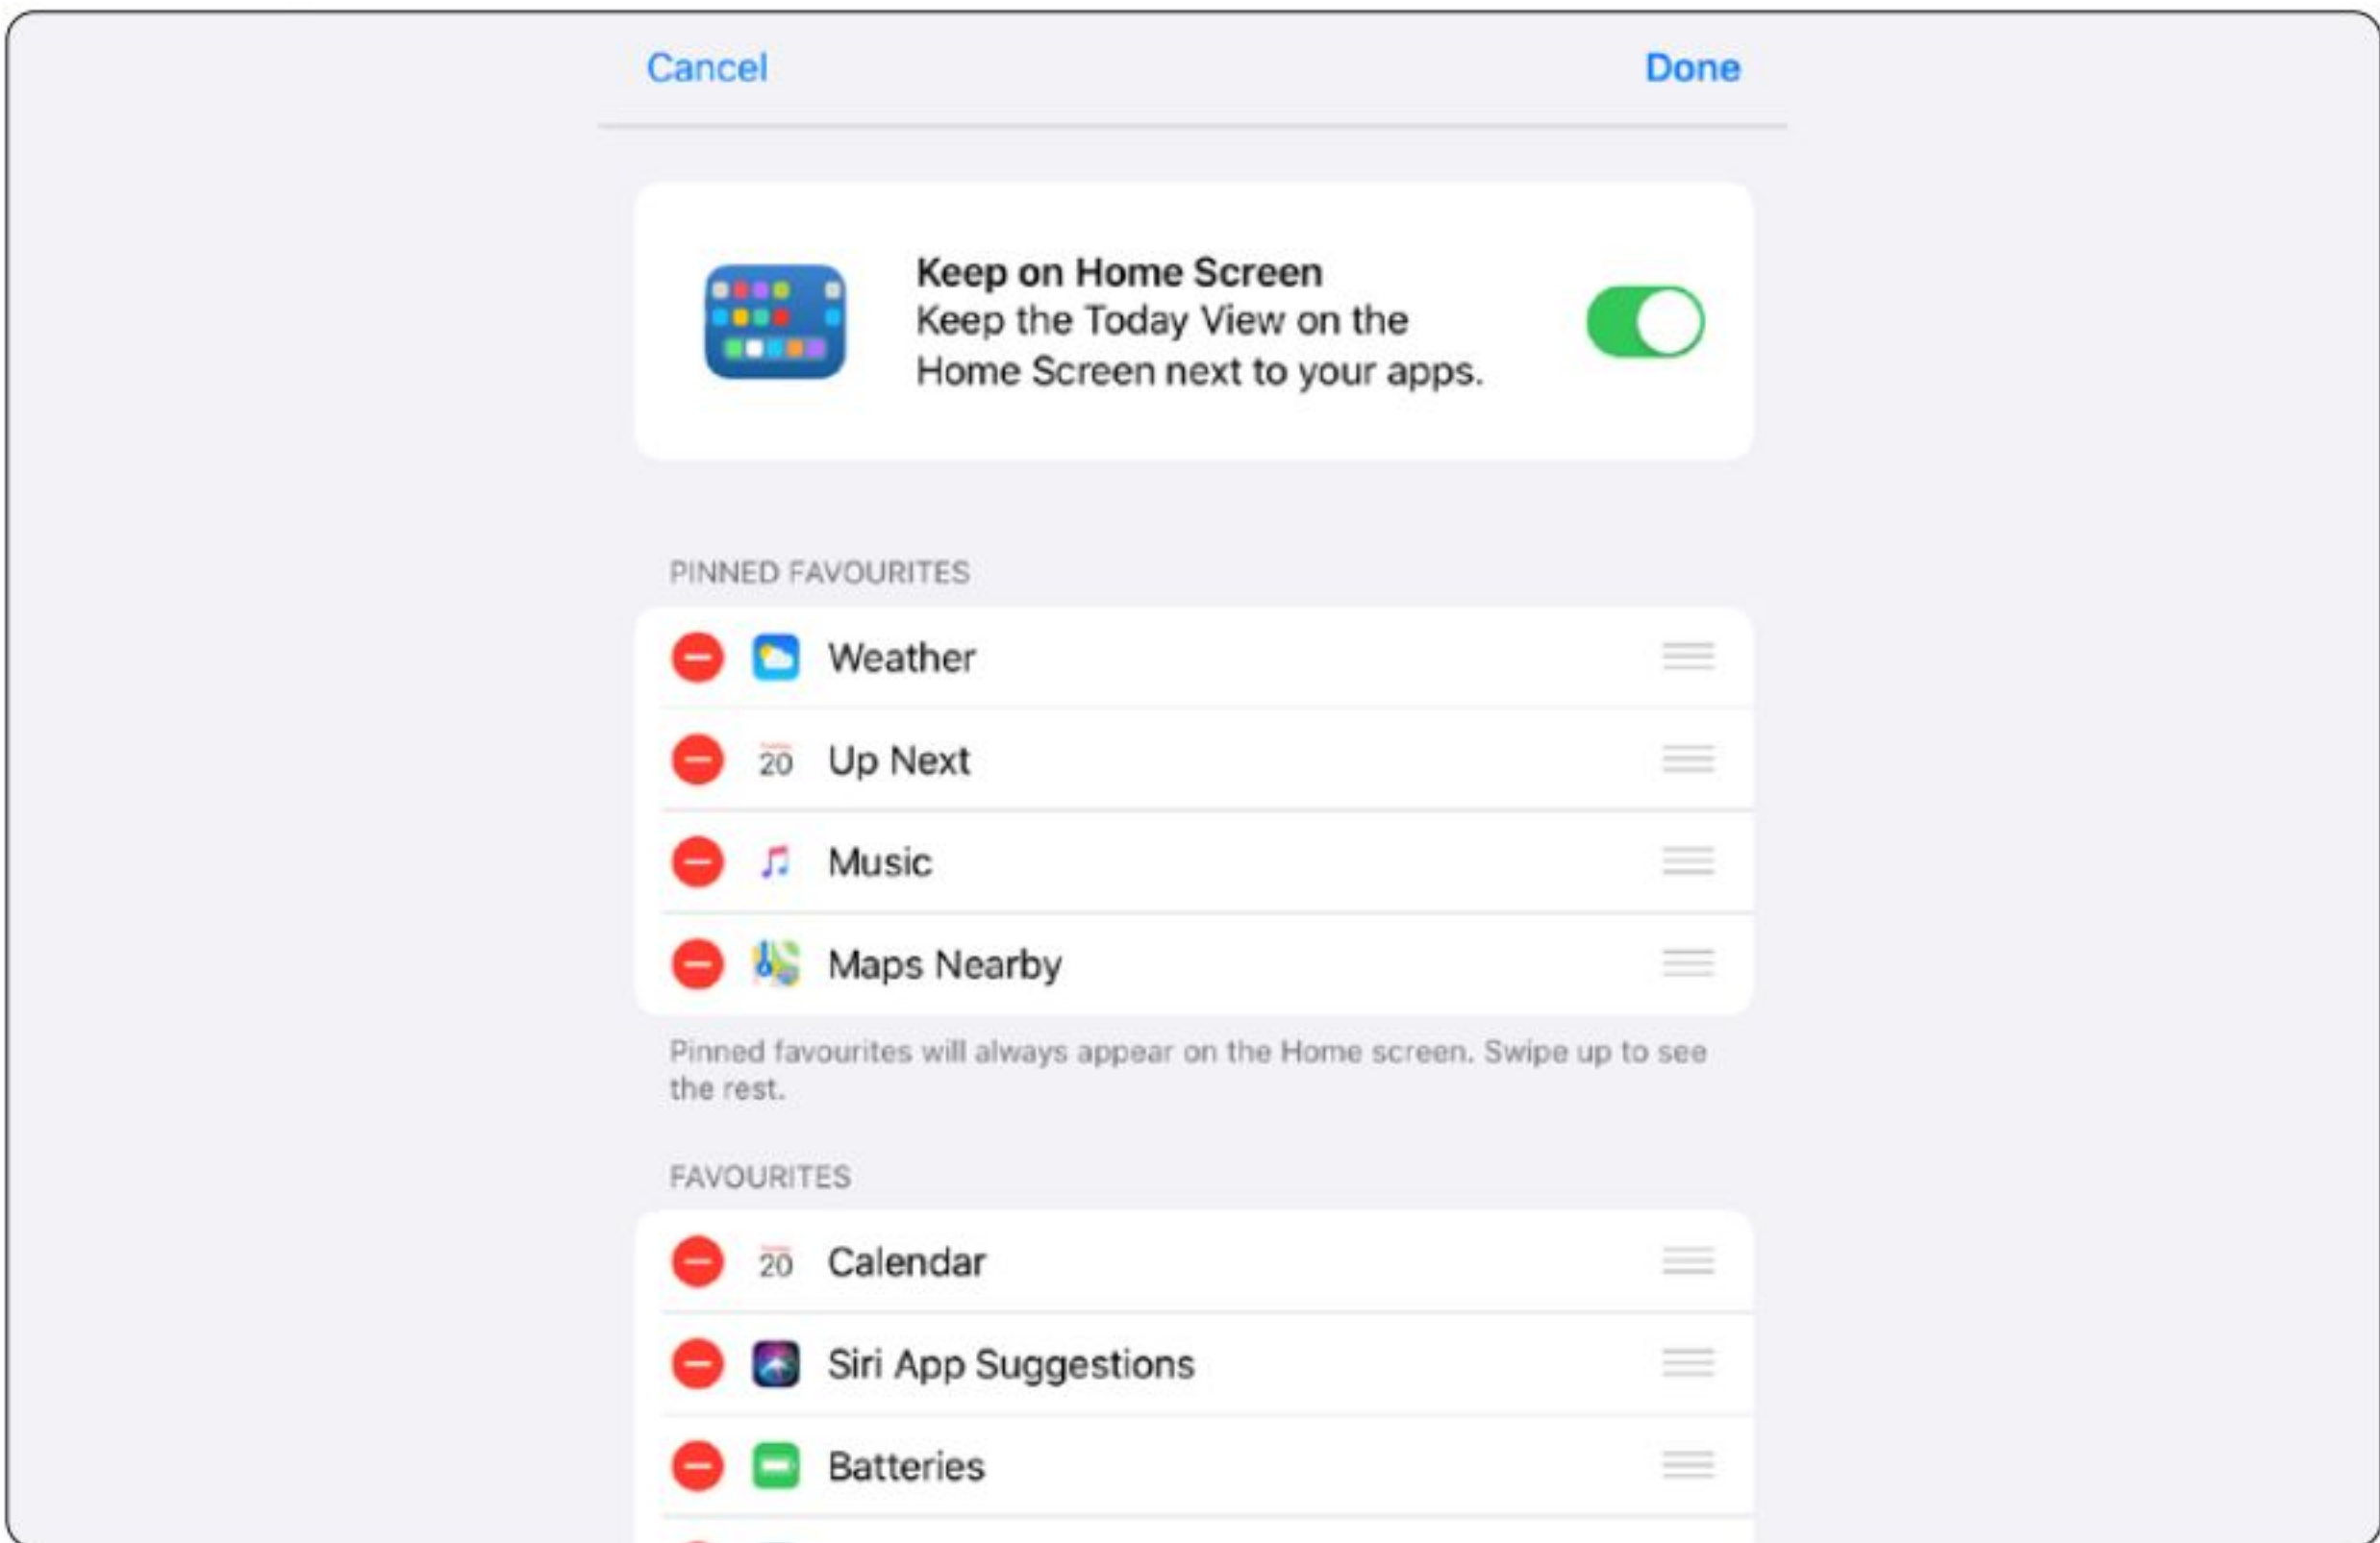 Cancel
Done
Keep on Home Screen
Keep the Today View on the
Home Screen next to your apps.
PINNED FAVOURITES
Weather
20 Up Next
Music
Maps Nearby
Pinned favourites will always appear on the Home screen. Swipe up to see
the rest.
FAVOURITES
20 Calendar
Siri App Suggestions
Batteries